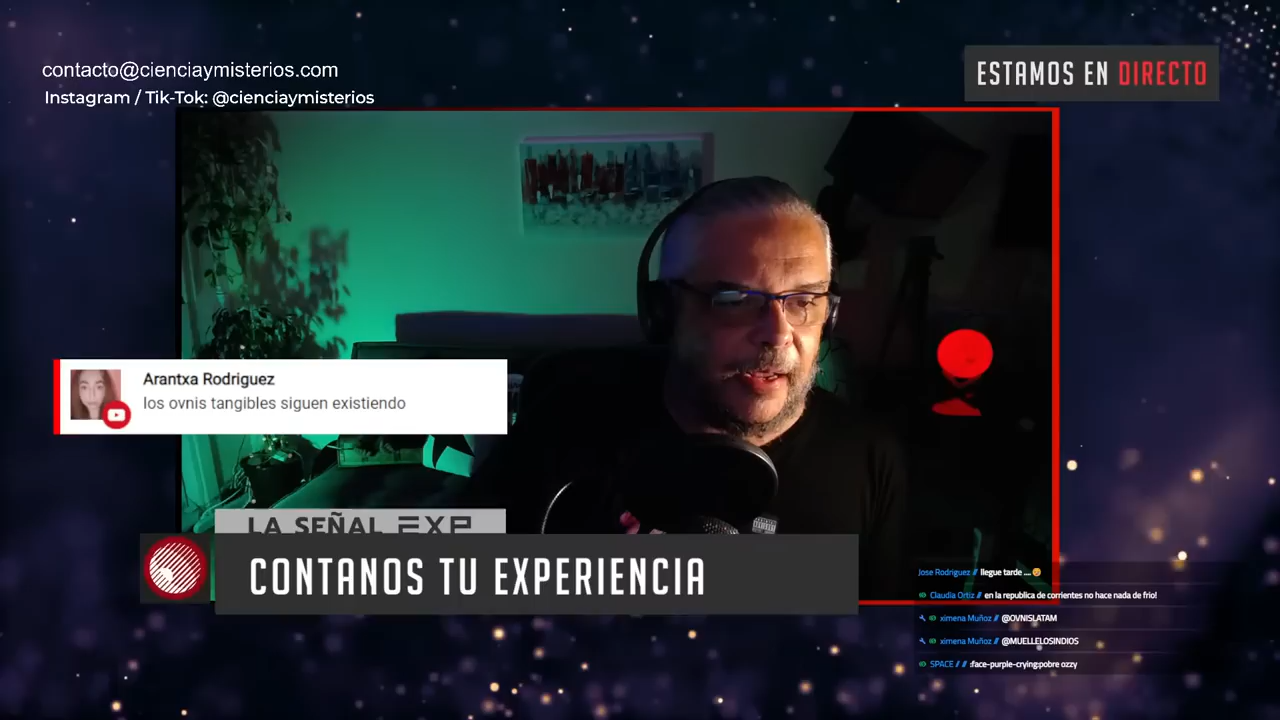 contacto@cienciaymisterios.com
Instagram / Tik-Tok: @cienciaymisterios
ESTAMOS EN DIRECTO
Arantxa Rodriguez
los ovnis tangibles siguen existiendo
LA SEÑAL EXP
CONTANOS TU EXPERIENCIA
Jose Rodriguez // llegue tarde .... 😢
Claudia Ortiz // en la republica de corrientes no hace nada de frio!
ximena Muñoz // @OVNISLATAM
ximena Muñoz // @MUELLELOSINDIOS
SPACE // // :face-purple-crying:pobre ozzy